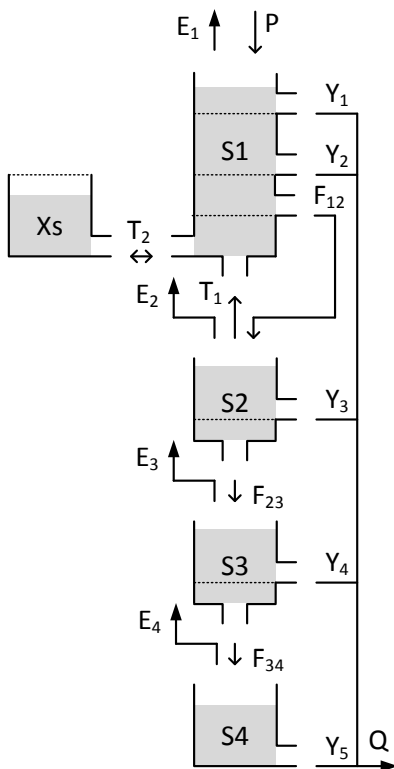 E₁ P
Y₁
S1
Y₂
F₁₂
Xs
T₂
E₂ T₁
S2
Y₃
E₃
F₂₃
S3
Y₄
E₄
F₃₄
S4
Y₅ Q